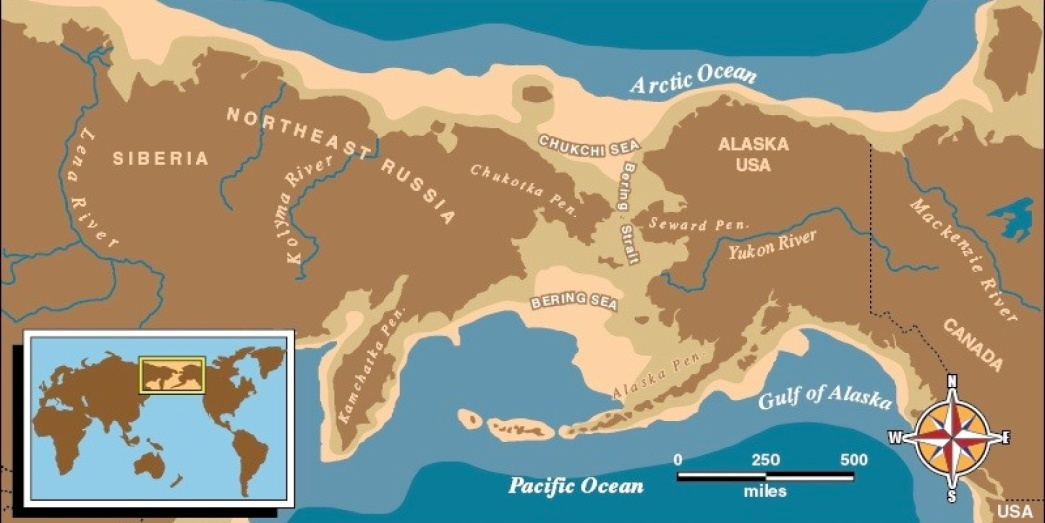 Arctic Ocean
CHUKCHI SEA
ALASKA
USA
NORTHEAST RUSSIA
SIBERIA
Lena River
Kolyma River
Chukotka Pen.
Bering Strait
Seward Pen.
Yukon River
Mackenzie River
BERING SEA
CANADA
Kamchatka Pen.
Alaska Pen.
Gulf of Alaska
N
W
E
S
0 250 500
miles
Pacific Ocean
USA